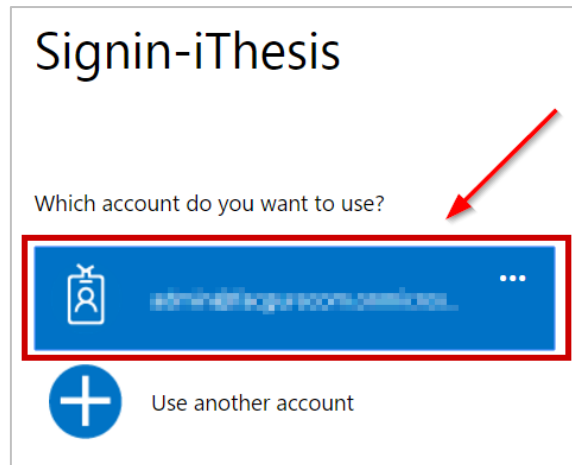 Signin-iThesis
Which account do you want to use?
Use another account